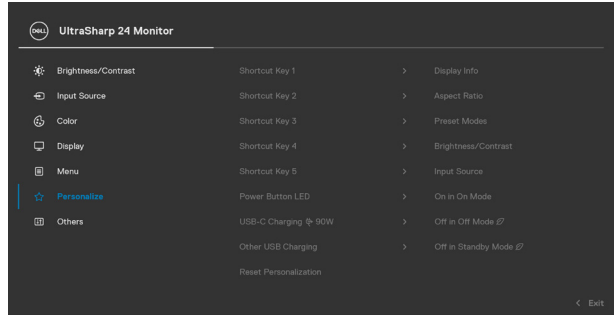 DELL UltraSharp 24 Monitor
Brightness/Contrast Shortcut Key 1 > Display Info
Input Source Shortcut Key 2 > Aspect Ratio
Color Shortcut Key 3 > Preset Modes
Display Shortcut Key 4 > Brightness/Contrast
Menu Shortcut Key 5 > Input Source
Personalize Power Button LED > On in On Mode
Others USB-C Charging 90W > Off in Off Mode
Other USB Charging > Off in Standby Mode
Reset Personalization
< Exit